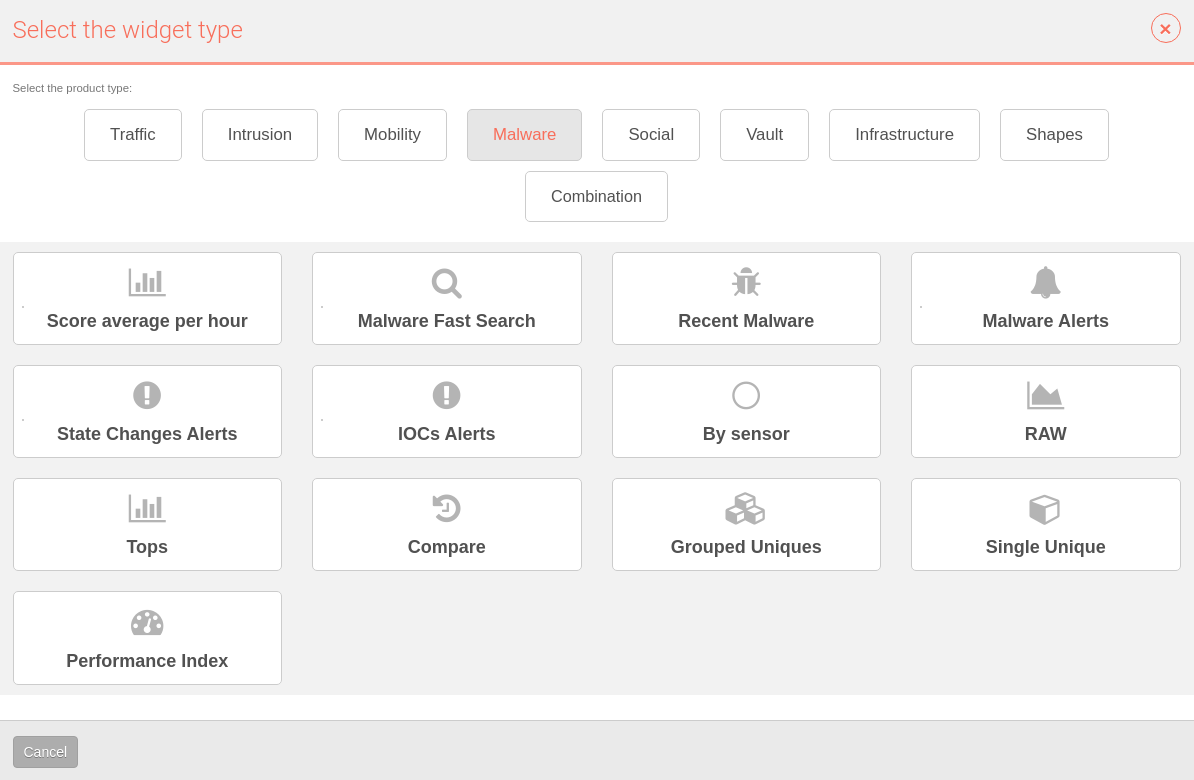 Select the widget type
Select the product type:
Traffic
Intrusion
Mobility
Malware
Social
Vault
Infrastructure
Shapes
Combination
Score average per hour
Malware Fast Search
Recent Malware
Malware Alerts
State Changes Alerts
IOCs Alerts
By sensor
RAW
Tops
Compare
Grouped Uniques
Single Unique
Performance Index
Cancel